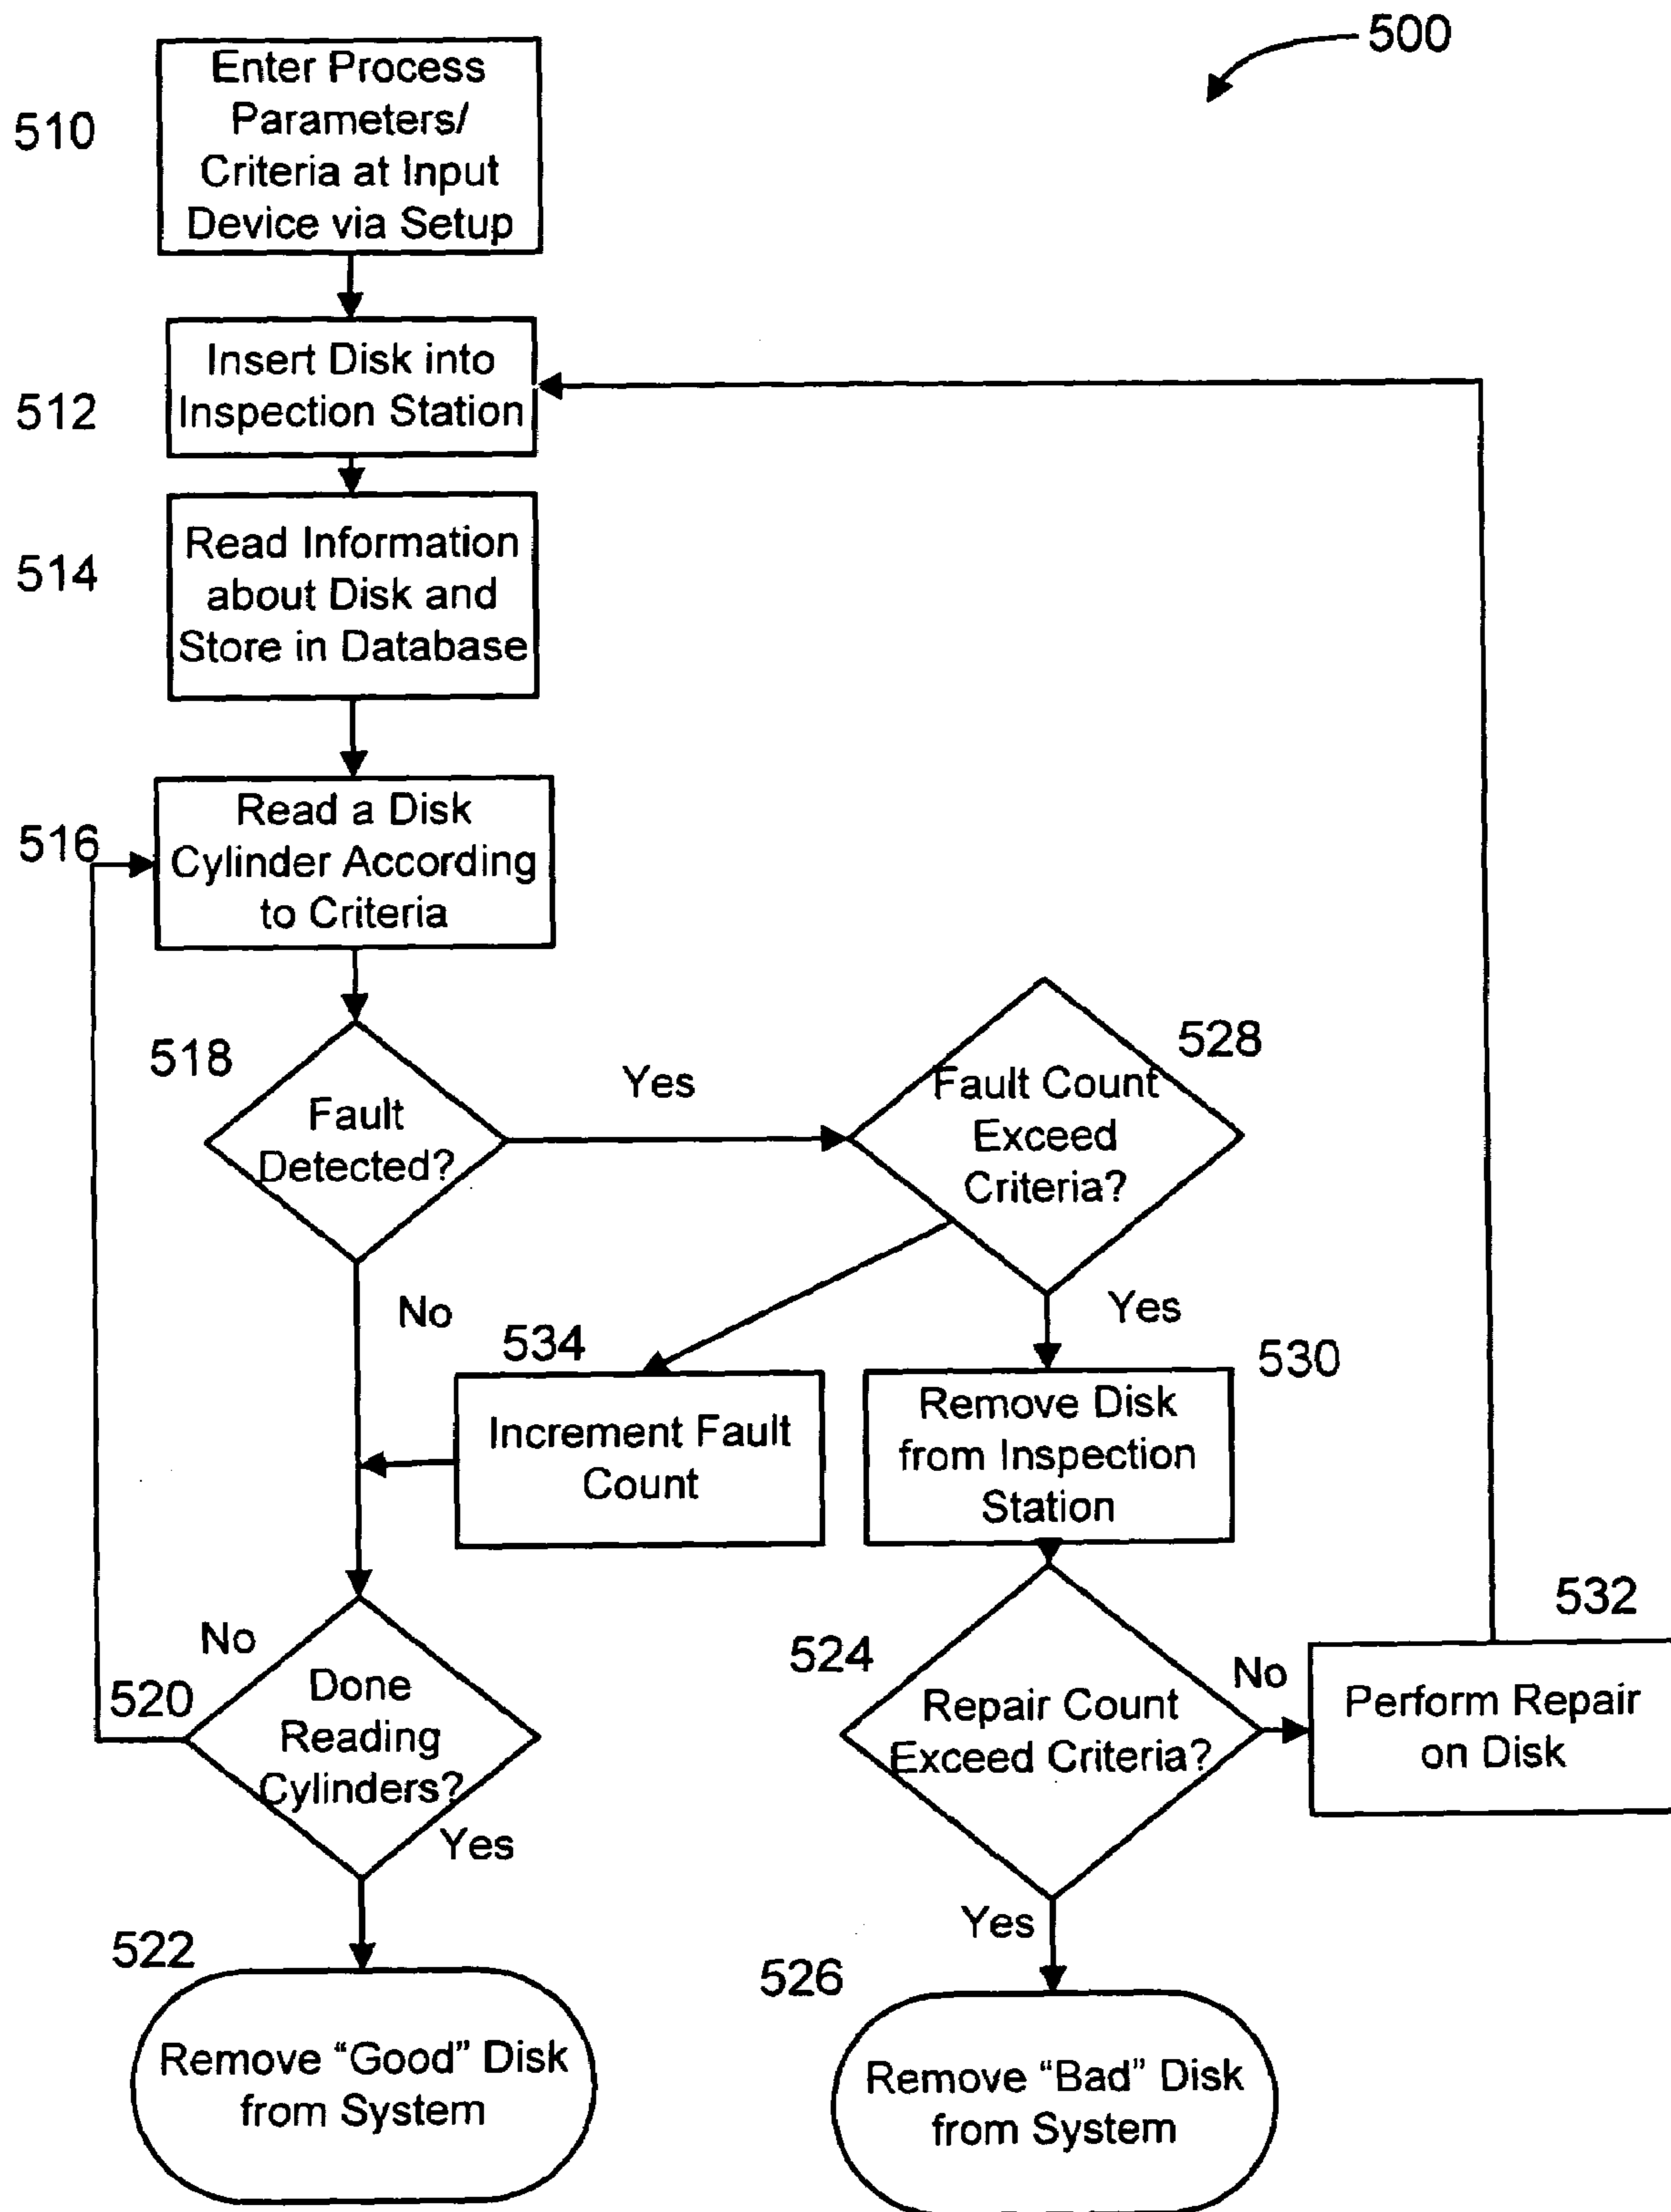 500
510
Enter Process
Parameters/
Criteria at Input
Device via Setup
512
Insert Disk into
Inspection Station
514
Read Information
about Disk and
Store in Database
516
Read a Disk
Cylinder According
to Criteria
518
Fault
Detected?
Yes
528
Fault Count
Exceed
Criteria?
No
Yes
534
Increment Fault
Count
530
Remove Disk
from Inspection
Station
520
No
Done
Reading
Cylinders?
Yes
524
Repair Count
Exceed Criteria?
No
532
Perform Repair
on Disk
Yes
522
Remove “Good” Disk
from System
526
Remove “Bad” Disk
from System